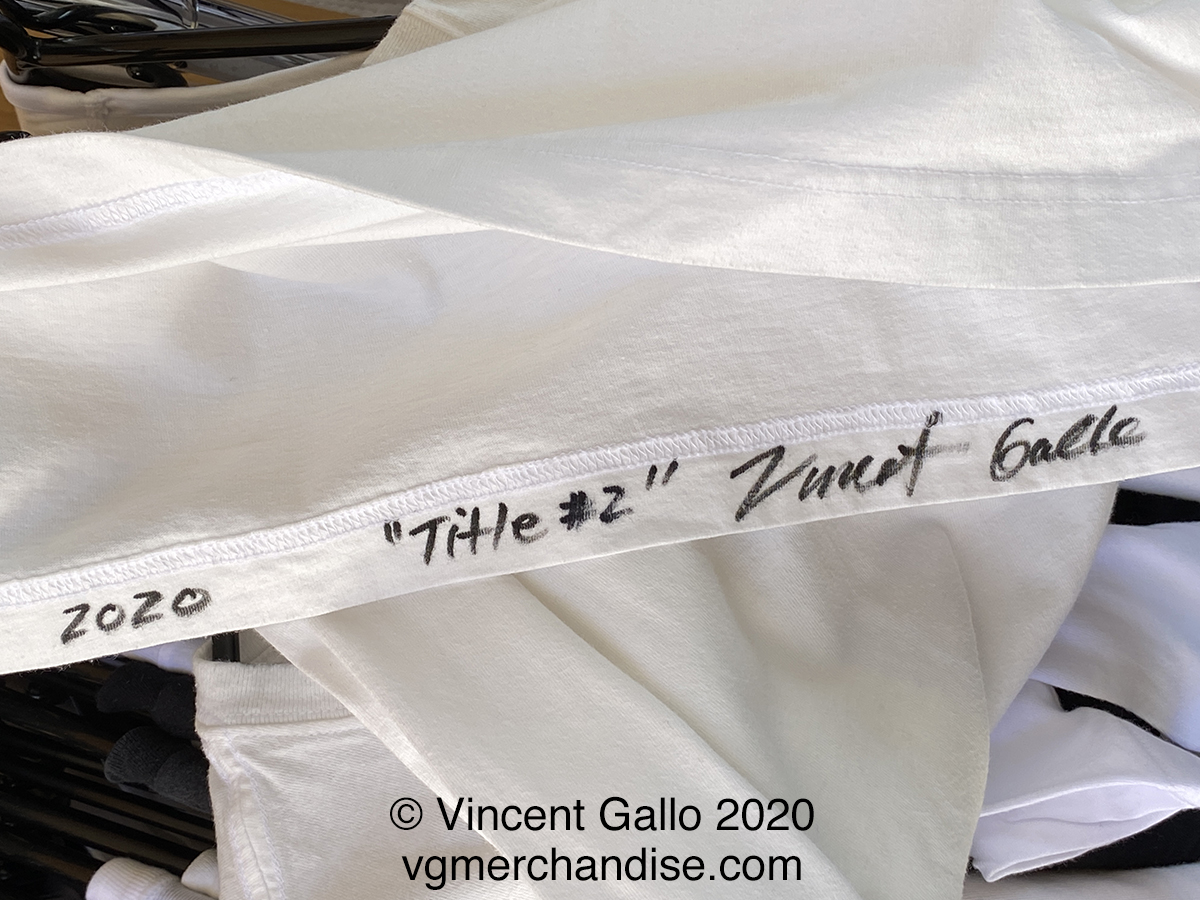 2020 "Title #2" Vincent Gallo
© Vincent Gallo 2020
vgmerchandise.com